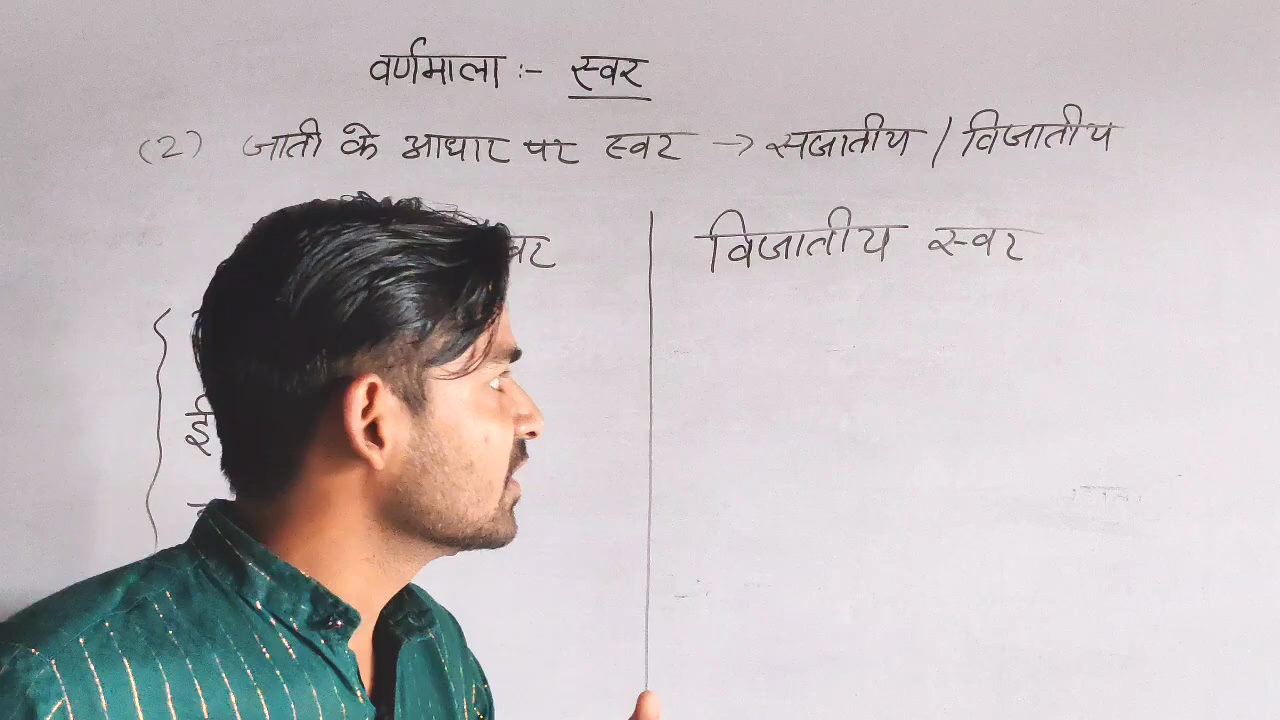 वर्णमाला :- स्वर
(2) जाती के आधार पर स्वर → सजातीय / विजातीय
विजातीय स्वर
ई